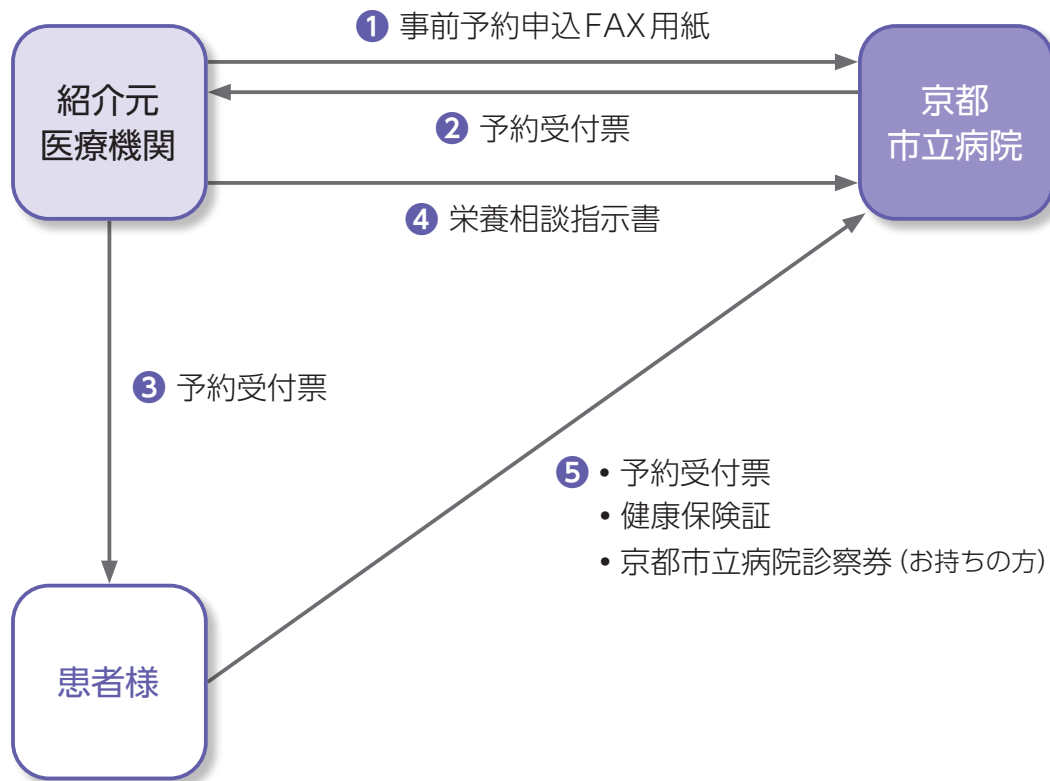 ❶ 事前予約申込FAX用紙
紹介元
医療機関
京都
市立病院
❷ 予約受付票
❹ 栄養相談指示書
❸ 予約受付票
❺ • 予約受付票
• 健康保険証
• 京都市立病院診察券 (お持ちの方)
患者様